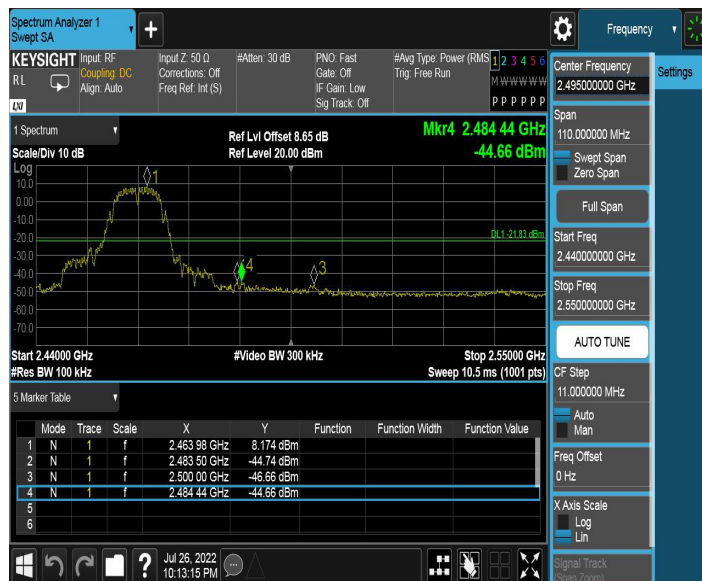 Spectrum Analyzer 1
Swept SA
+
Frequency
KEYSIGHT
RL
LXI
Input: RF
Coupling: DC
Align: Auto
Input Z: 50 Ω
Corrections: Off
Freq Ref: Int (S)
#Atten: 30 dB
PNO: Fast
Gate: Off
IF Gain: Low
Sig Track: Off
#Avg Type: Power (RMS
Trig: Free Run
1 2 3 4 5 6
M W W W W W
P P P P P P
1 Spectrum
Scale/Div 10 dB
Ref Lvl Offset 8.65 dB
Ref Level 20.00 dBm
Mkr4 2.484 44 GHz
-44.66 dBm
Log
10.0
0.00
-10.0
-20.0
-30.0
-40.0
-50.0
-60.0
-70.0
1
4
3
DL1 -21.83 dBm
Start 2.44000 GHz
#Video BW 300 kHz
Stop 2.55000 GHz
#Res BW 100 kHz
Sweep 10.5 ms (1001 pts)
5 Marker Table
Mode Trace Scale X Y Function Function Width Function Value
1 N 1 f 2.463 98 GHz 8.174 dBm
2 N 1 f 2.483 50 GHz -44.74 dBm
3 N 1 f 2.500 00 GHz -46.66 dBm
4 N 1 f 2.484 44 GHz -44.66 dBm
5
6
?
Jul 26, 2022
10:13:15 PM
Center Frequency
2.495000000 GHz
Settings
Span
110.000000 MHz
Swept Span
Zero Span
Full Span
Start Freq
2.440000000 GHz
Stop Freq
2.550000000 GHz
AUTO TUNE
CF Step
11.000000 MHz
Auto
Man
Freq Offset
0 Hz
X Axis Scale
Log
Lin
Signal Track
(Span Zoom)